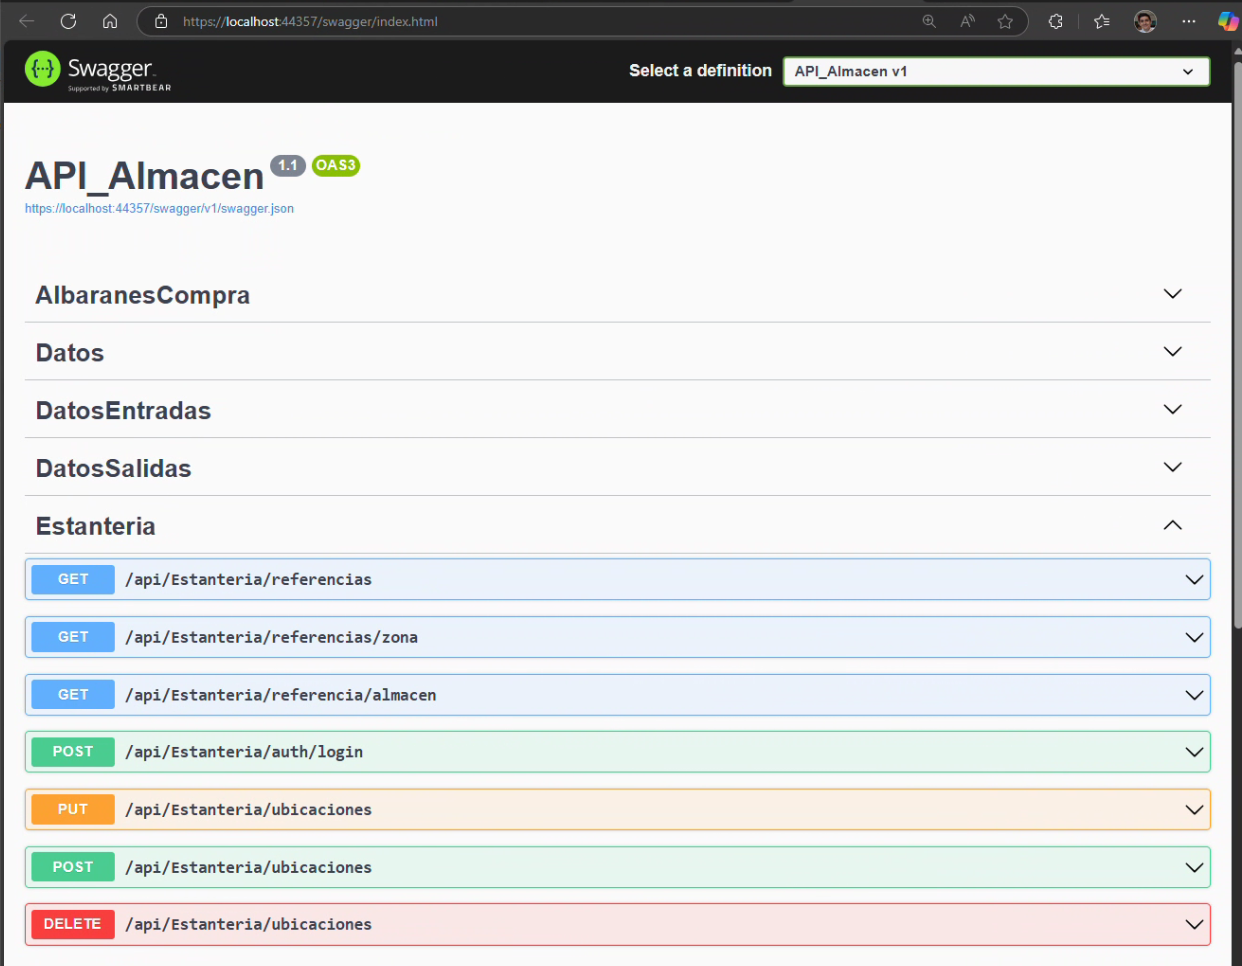 https://localhost:44357/swagger/index.html
Swagger
Supported by SMARTBEAR
Select a definition
API_Almacen v1
API_Almacen 1.1 OAS3
https://localhost:44357/swagger/v1/swagger.json
AlbaranesCompra
Datos
DatosEntradas
DatosSalidas
Estanteria
GET /api/Estanteria/referencias
GET /api/Estanteria/referencias/zona
GET /api/Estanteria/referencia/almacen
POST /api/Estanteria/auth/login
PUT /api/Estanteria/ubicaciones
POST /api/Estanteria/ubicaciones
DELETE /api/Estanteria/ubicaciones